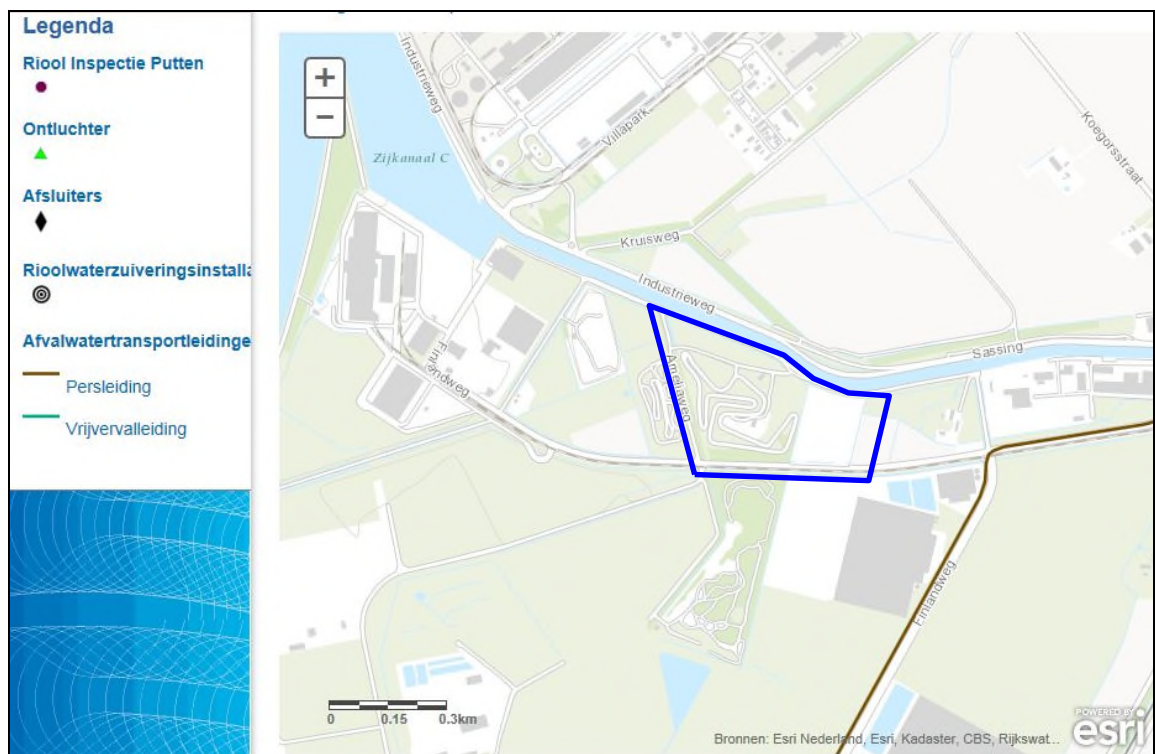 Legenda
Riool Inspectie Putten
Ontluchter
Afsluiters
Rioolwaterzuiveringsinstalla
Afvalwatertransportleidinge
Persleiding
Vrijvervalleiding
+
−
Industrieweg
Villapark
Koegorsstraat
Zijkanaal C
Kruisweg
Industrieweg
Sassing
Finlandweg
Ameliaweg
Finlandweg
0 0.15 0.3km
Bronnen: Esri Nederland, Esri, Kadaster, CBS, Rijkswat...
POWERED BY
esri